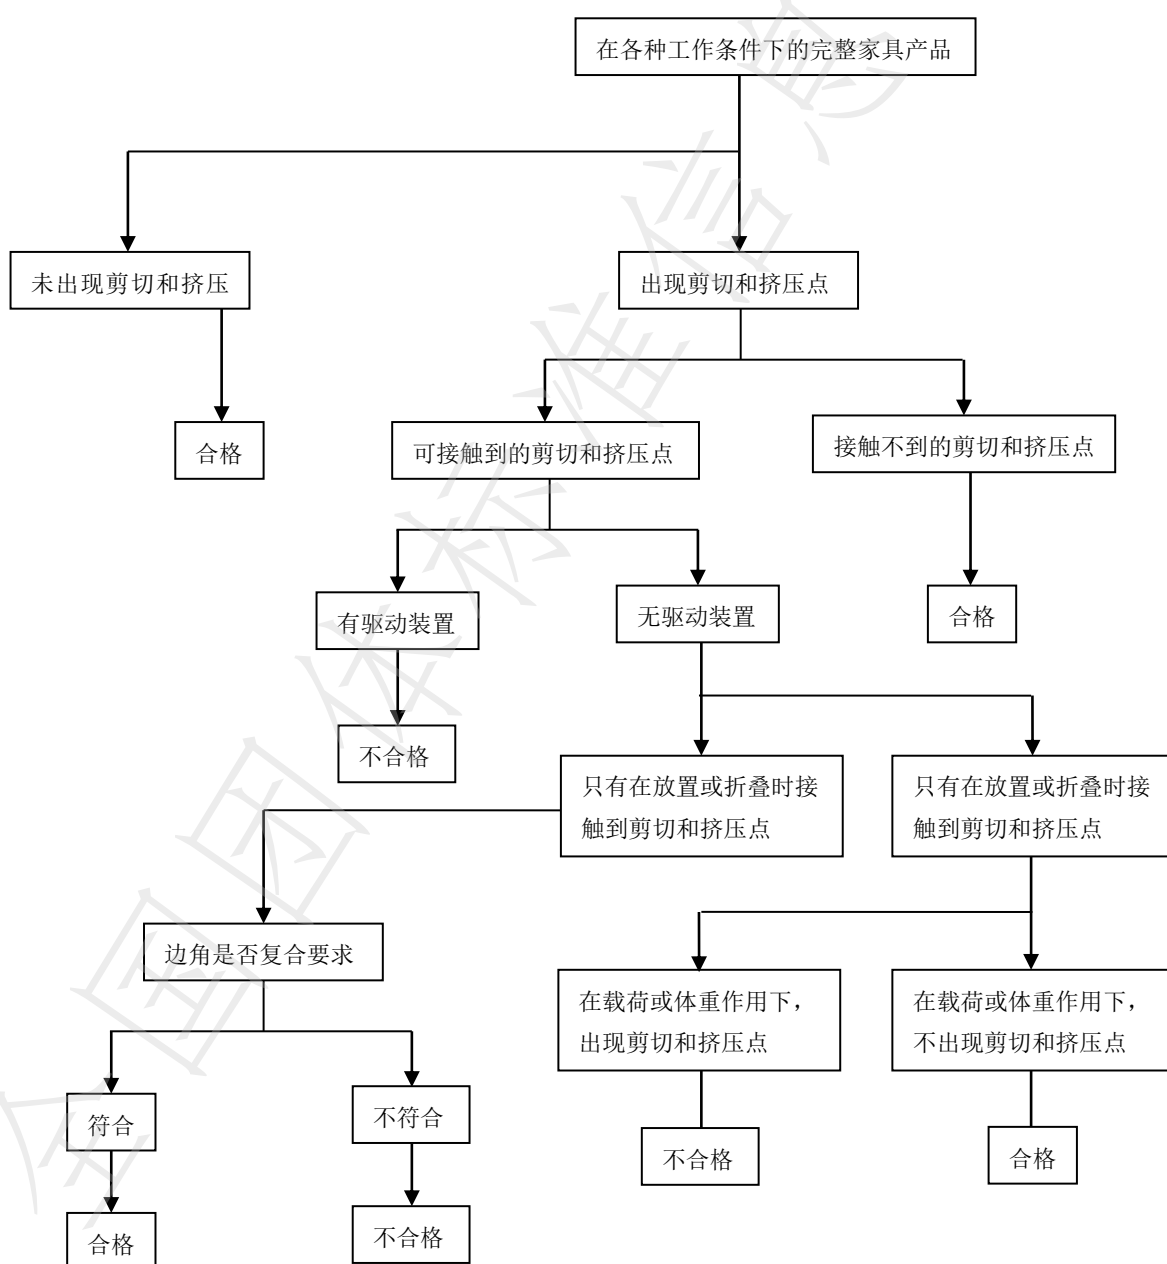 在各种工作条件下的完整家具产品
未出现剪切和挤压
出现剪切和挤压点
合格
可接触到的剪切和挤压点
接触不到的剪切和挤压点
有驱动装置
无驱动装置
合格
不合格
只有在放置或折叠时接
触到剪切和挤压点
只有在放置或折叠时接
触到剪切和挤压点
边角是否复合要求
在载荷或体重作用下，
出现剪切和挤压点
在载荷或体重作用下，
不出现剪切和挤压点
符合
不符合
不合格
合格
合格
不合格
全国团体标准信息